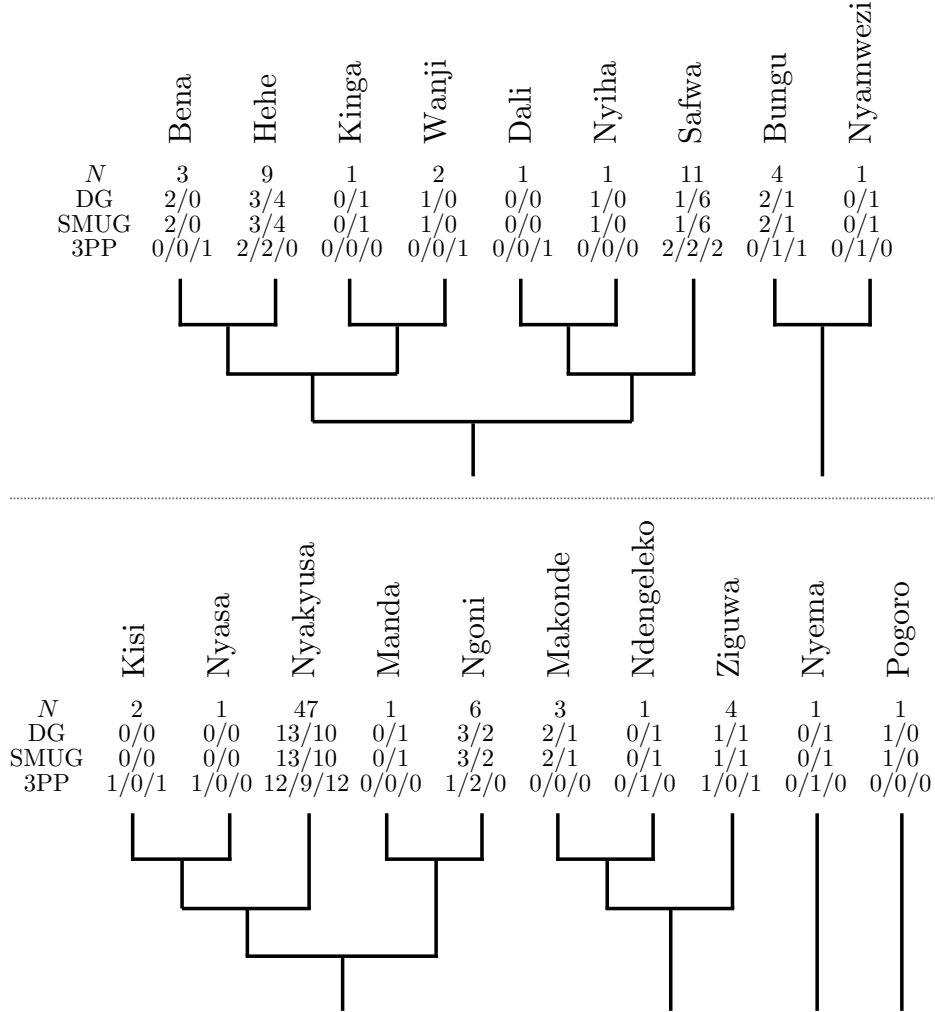 Bena Hehe Kinga Wanji Dali Nyiha Safwa Bungu Nyamwezi
N 3 9 1 2 1 1 11 4 1
DG 2/0 3/4 0/1 1/0 0/0 1/0 1/6 2/1 0/1
SMUG 2/0 3/4 0/1 1/0 0/0 1/0 1/6 2/1 0/1
3PP 0/0/1 2/2/0 0/0/0 0/0/1 0/0/1 0/0/0 2/2/2 0/1/1 0/1/0
Kisi Nyasa Nyakyusa Manda Ngoni Makonde Ndengeleko Ziguwa Nyema Pogoro
N 2 1 47 1 6 3 1 4 1 1
DG 0/0 0/0 13/10 0/1 3/2 2/1 0/1 1/1 0/1 1/0
SMUG 0/0 0/0 13/10 0/1 3/2 2/1 0/1 1/1 0/1 1/0
3PP 1/0/1 1/0/0 12/9/12 0/0/0 1/2/0 0/0/0 0/1/0 1/0/1 0/1/0 0/0/0